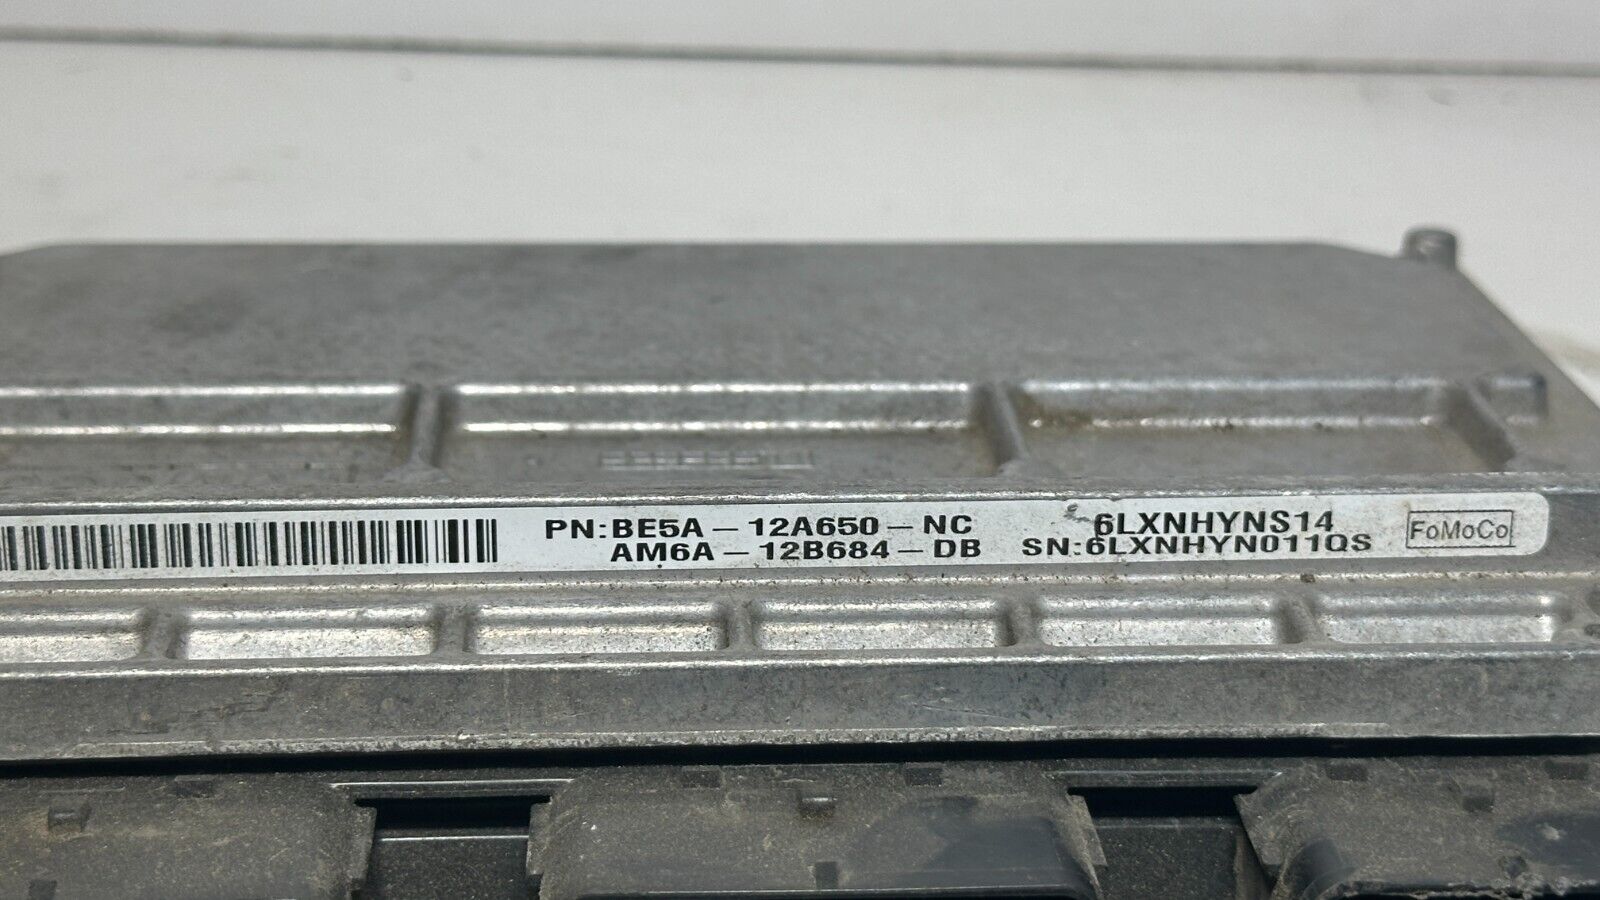 PN:BE5A-12A650-NC 6LXNHYNS14
AM6A-12B684-DB SN:6LXNHYN011QS
FoMoCo